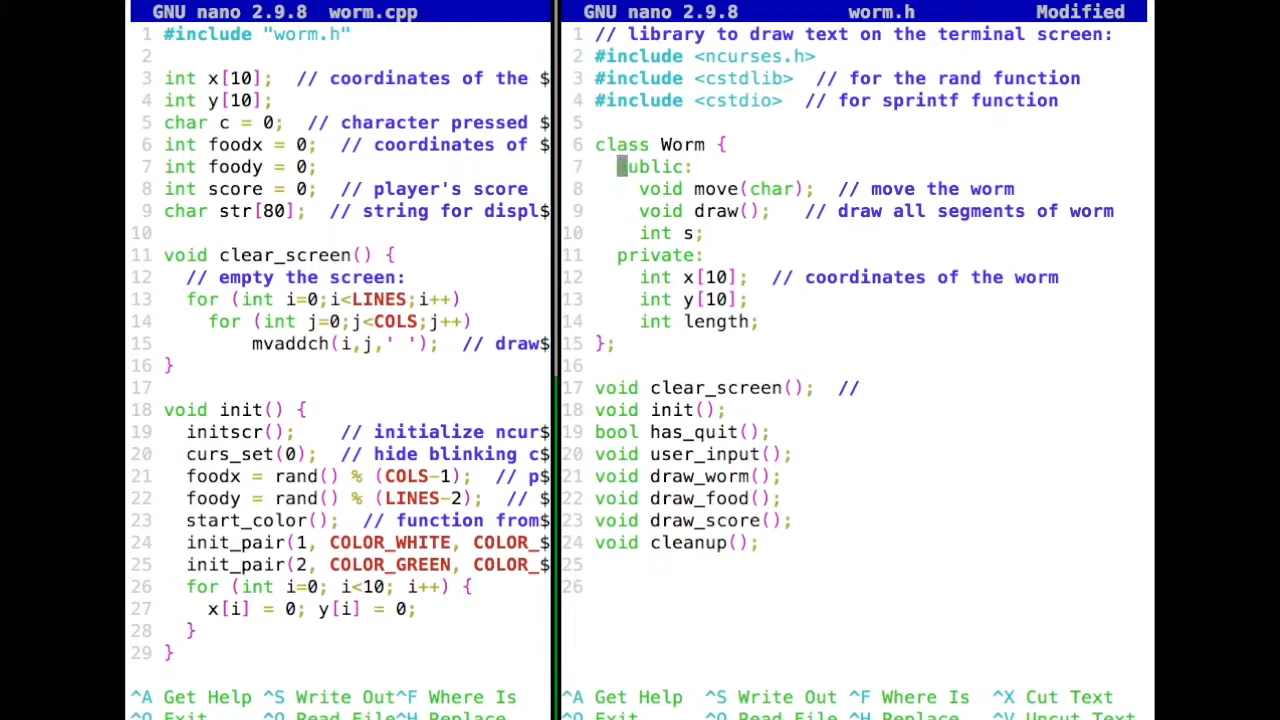 GNU nano 2.9.8 worm.cpp
1 #include "worm.h"
2
3 int x[10]; // coordinates of the $
4 int y[10];
5 char c = 0; // character pressed $
6 int foodx = 0; // coordinates of $
7 int foody = 0;
8 int score = 0; // player's score
9 char str[80]; // string for displ$
10
11 void clear_screen() {
12 // empty the screen:
13 for (int i=0;i<LINES;i++)
14 for (int j=0;j<COLS;j++)
15 mvaddch(i,j,' '); // draw$
16 }
17
18 void init() {
19 initscr(); // initialize ncur$
20 curs_set(0); // hide blinking c$
21 foodx = rand() % (COLS-1); // p$
22 foody = rand() % (LINES-2); // $
23 start_color(); // function from$
24 init_pair(1, COLOR_WHITE, COLOR_$
25 init_pair(2, COLOR_GREEN, COLOR_$
26 for (int i=0; i<10; i++) {
27 x[i] = 0; y[i] = 0;
28 }
29 }
^A Get Help ^S Write Out^F Where Is
^Q Exit ^O Read File^H Replace
GNU nano 2.9.8 worm.h Modified
1 // library to draw text on the terminal screen:
2 #include <ncurses.h>
3 #include <cstdlib> // for the rand function
4 #include <cstdio> // for sprintf function
5
6 class Worm {
7 public:
8 void move(char); // move the worm
9 void draw(); // draw all segments of worm
10 int s;
11 private:
12 int x[10]; // coordinates of the worm
13 int y[10];
14 int length;
15 };
16
17 void clear_screen(); //
18 void init();
19 bool has_quit();
20 void user_input();
21 void draw_worm();
22 void draw_food();
23 void draw_score();
24 void cleanup();
25
26
^A Get Help ^S Write Out ^F Where Is ^X Cut Text
^Q Exit ^O Read File ^H Replace ^V Uncut Text